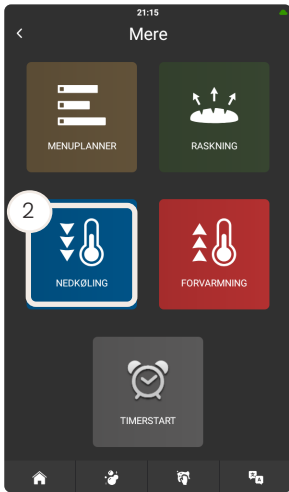 21:15
Mere
MENUPLANNER
RASKNING
2
NEDKØLING
FORVARMNING
TIMERSTART